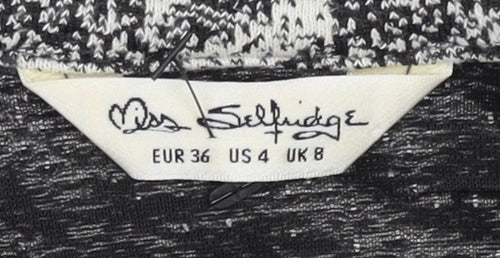 Miss Selfridge
EUR 36 US 4 UK 8